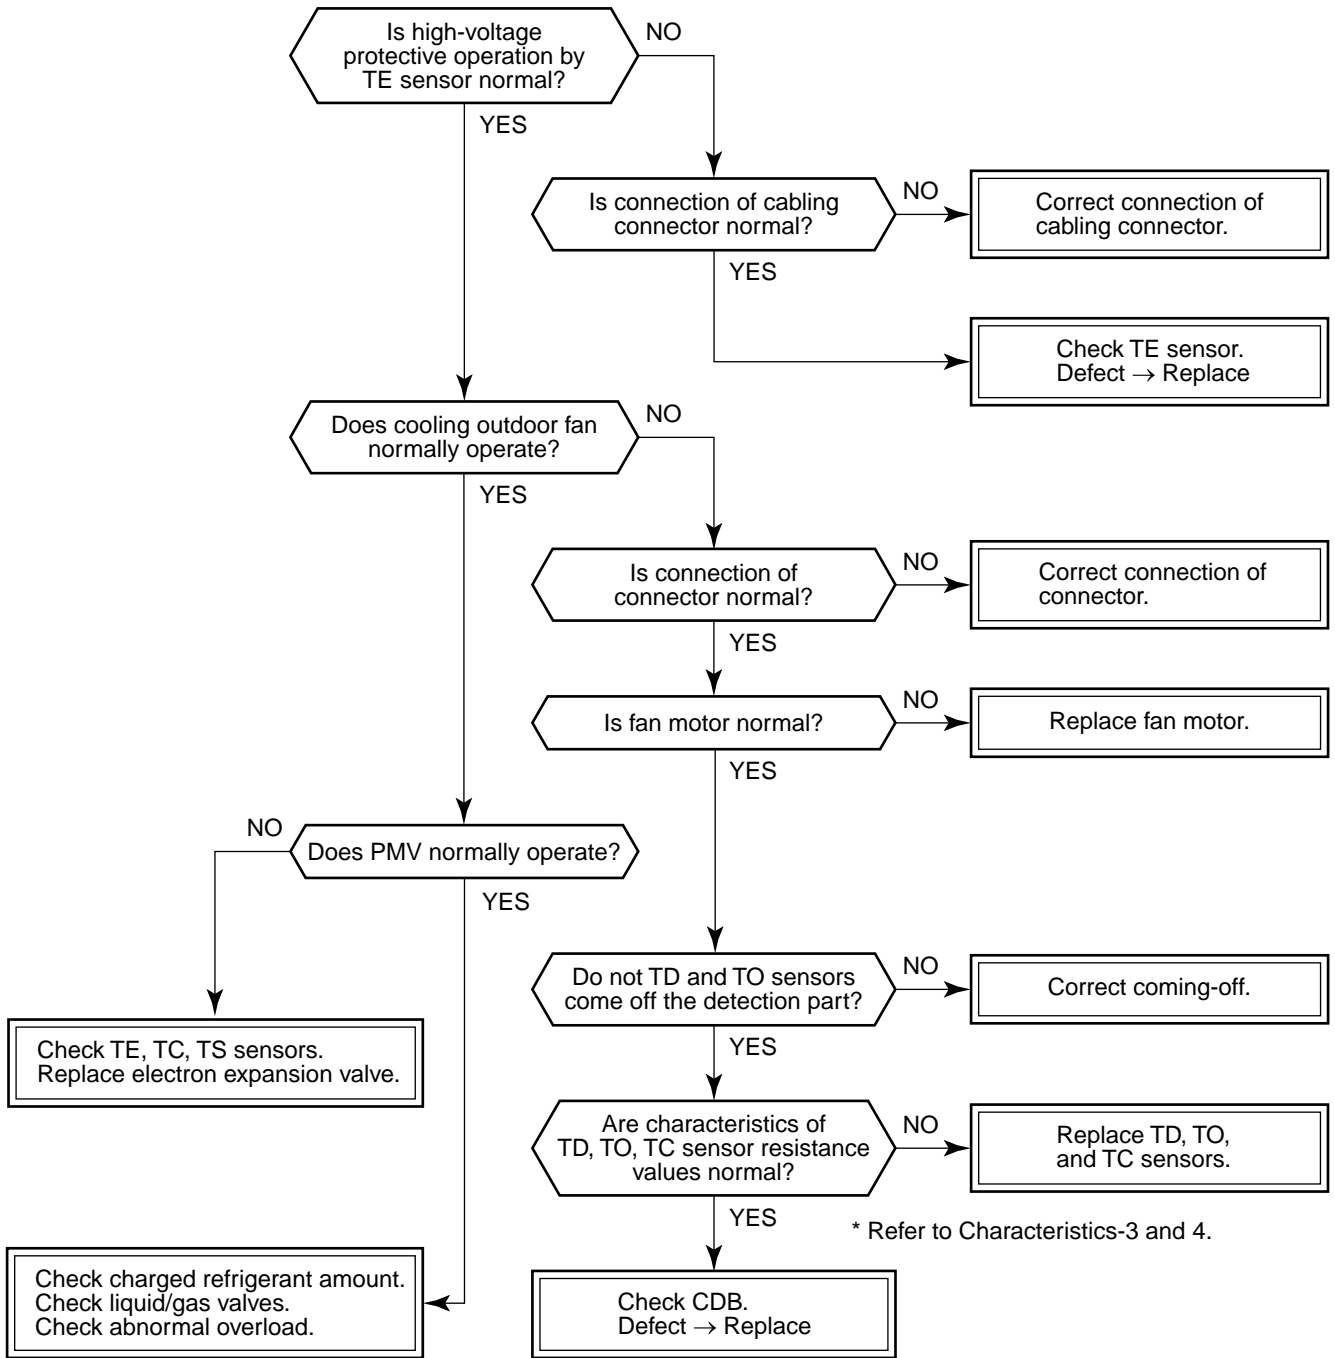 Is high-voltage
protective operation by
TE sensor normal?
NO
YES
Is connection of cabling
connector normal?
NO
Correct connection of
cabling connector.
YES
Check TE sensor.
Defect → Replace
Does cooling outdoor fan
normally operate?
NO
YES
Is connection of
connector normal?
NO
Correct connection of
connector.
YES
Is fan motor normal?
NO
Replace fan motor.
YES
NO
Does PMV normally operate?
YES
Do not TD and TO sensors
come off the detection part?
NO
Correct coming-off.
YES
Check TE, TC, TS sensors.
Replace electron expansion valve.
Are characteristics of
TD, TO, TC sensor resistance
values normal?
NO
Replace TD, TO,
and TC sensors.
YES
* Refer to Characteristics-3 and 4.
Check charged refrigerant amount.
Check liquid/gas valves.
Check abnormal overload.
Check CDB.
Defect → Replace